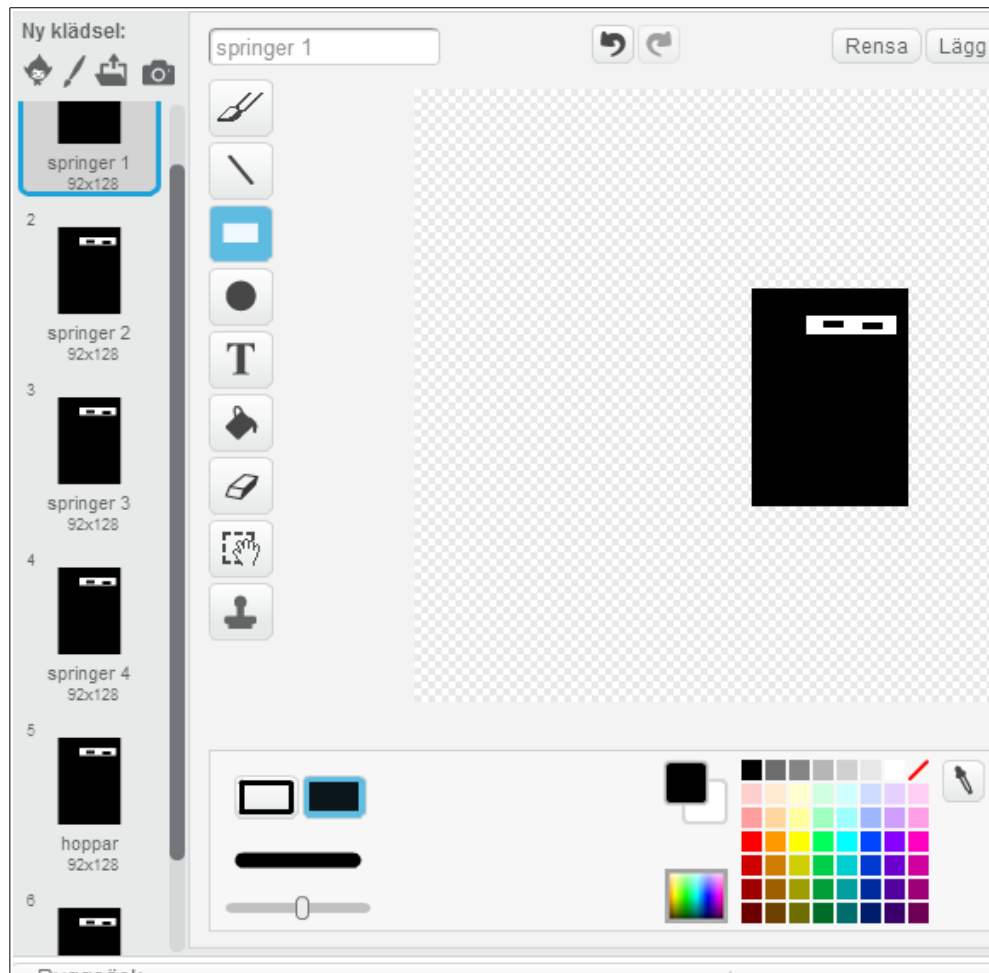 Ny klädsel:
springer 1
Rensa
Lägg
springer 1
92x128
2
springer 2
92x128
3
springer 3
92x128
4
springer 4
92x128
5
hoppar
92x128
6
T